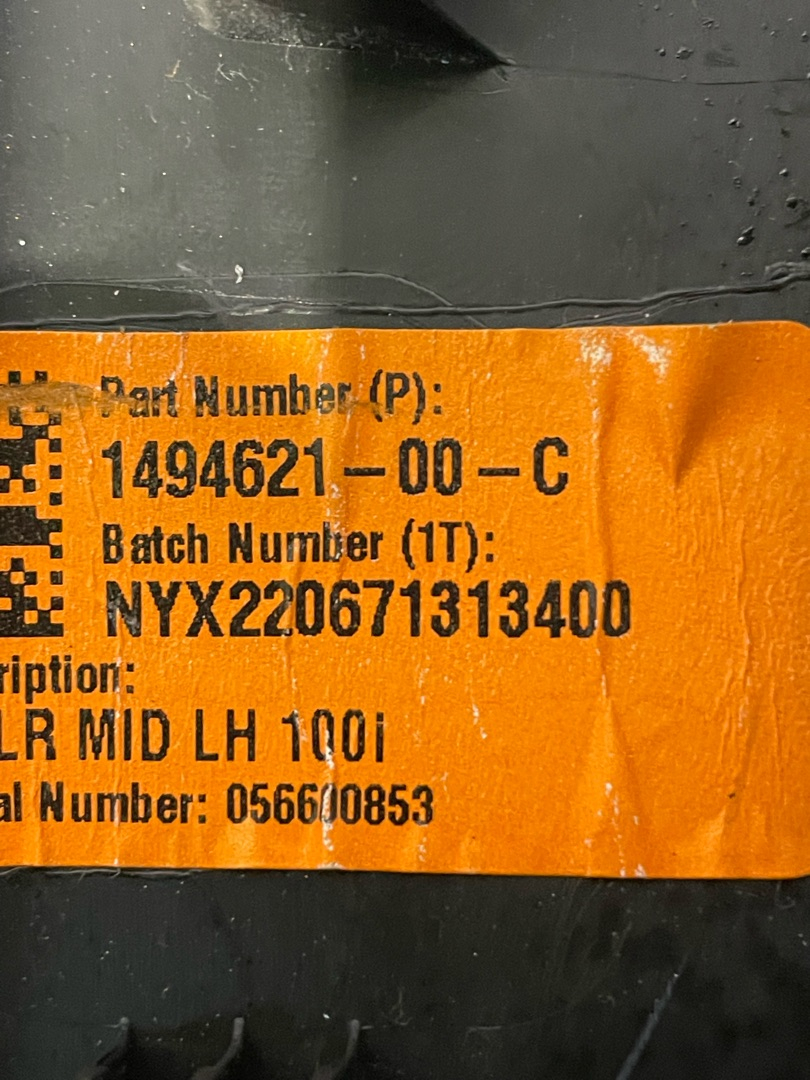 Part Number (P):
1494621-00-C
Batch Number (1T):
NYX220671313400
ription:
LR MID LH 100i
al Number: 056600853